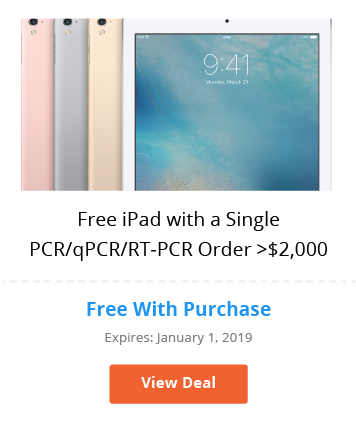 9:41
Monday, March 21
Free iPad with a Single
PCR/qPCR/RT-PCR Order >$2,000
Free With Purchase
Expires: January 1, 2019
View Deal